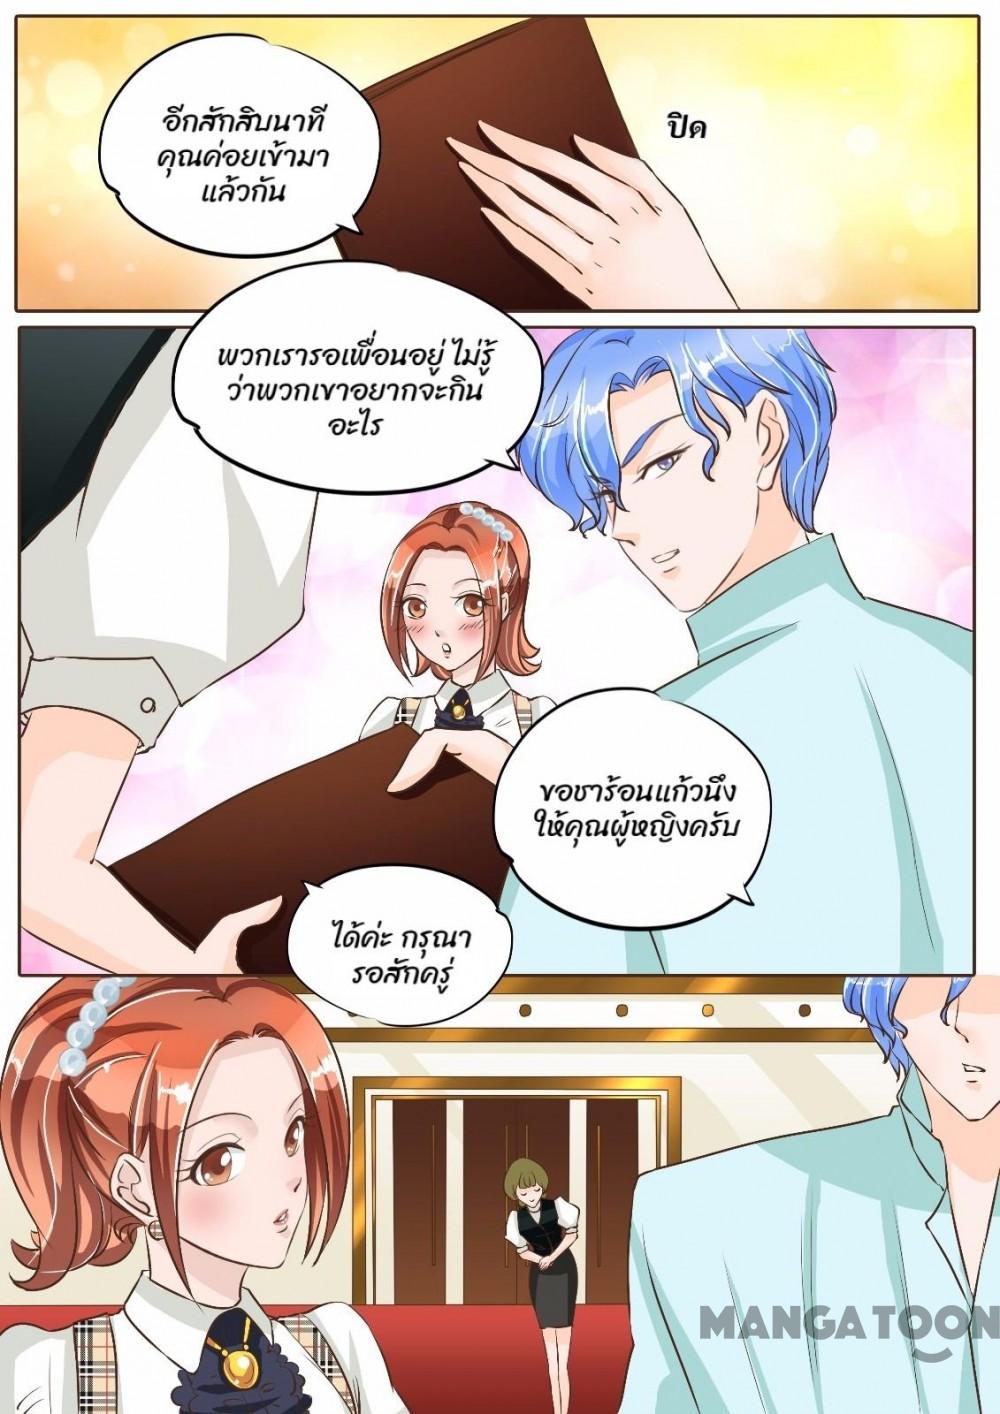 อีกสักสิบนาที
คุณค่อยเข้ามา
แล้วกัน
ปิด
พวกเรารอเพื่อนอยู่ ไม่รู้
ว่าพวกเขาอยากจะกิน
อะไร
ขอชาร้อนแก้วนึง
ให้คุณผู้หญิงครับ
ได้ค่ะ กรุณา
รอสักครู่
MANGATOON